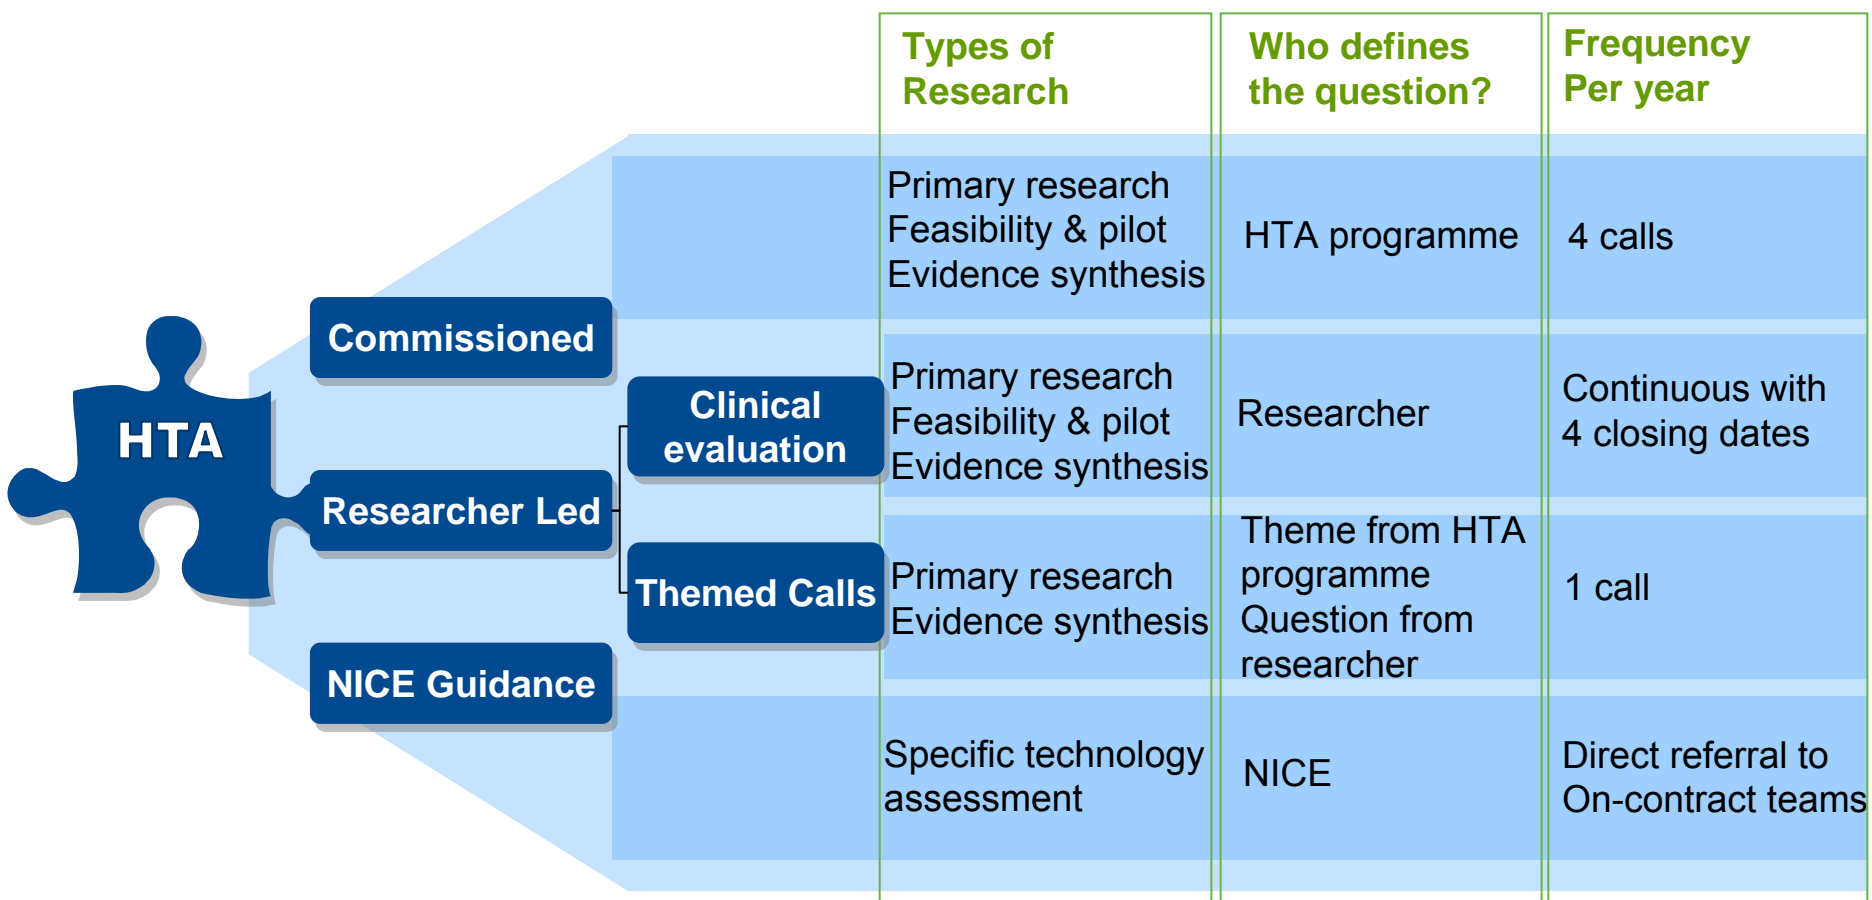 Types of
Research
Who defines
the question?
Frequency
Per year
HTA
Commissioned
Primary research
Feasibility & pilot
Evidence synthesis
HTA programme
4 calls
Researcher Led
Clinical
evaluation
Primary research
Feasibility & pilot
Evidence synthesis
Researcher
Continuous with
4 closing dates
Themed Calls
Primary research
Evidence synthesis
Theme from HTA
programme
Question from
researcher
1 call
NICE Guidance
Specific technology
assessment
NICE
Direct referral to
On-contract teams